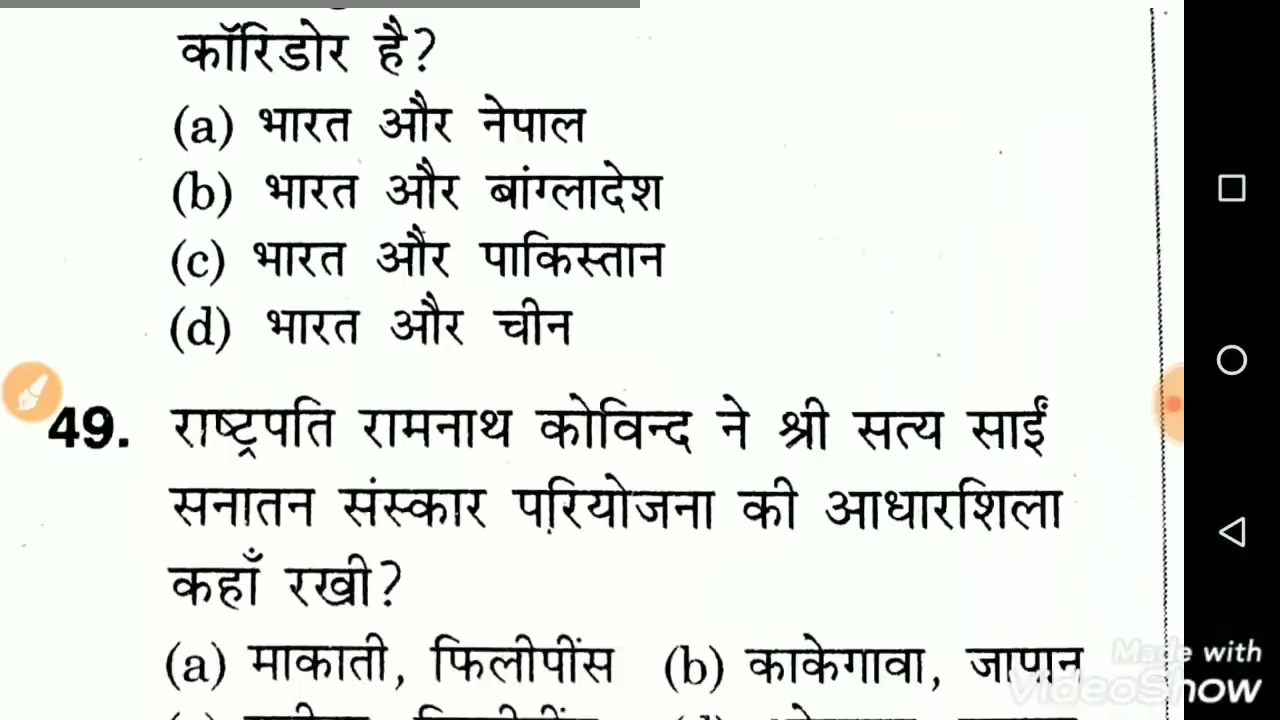 कॉरिडोर है?
(a) भारत और नेपाल
(b) भारत और बांग्लादेश
(c) भारत और पाकिस्तान
(d) भारत और चीन
49. राष्ट्रपति रामनाथ कोविन्द ने श्री सत्य साईं
सनातन संस्कार परियोजना की आधारशिला
कहाँ रखी?
(a) माकाती, फिलीपींस (b) काकेगावा, जापान
Made with
VideoShow